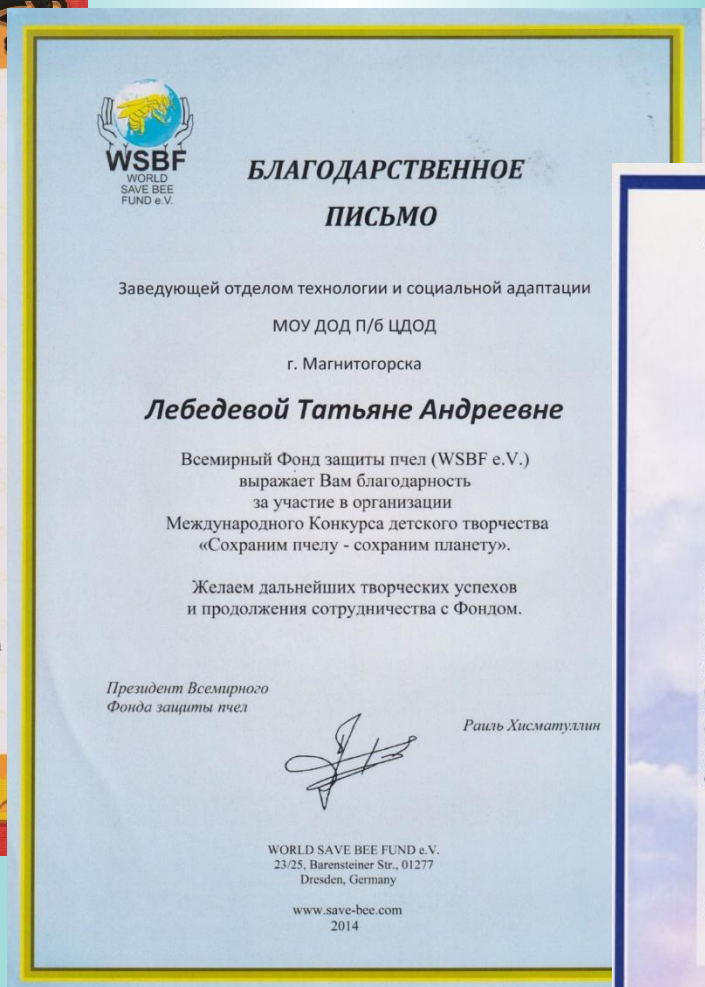 WSBF
WORLD
SAVE BEE
FUND e.V.
БЛАГОДАРСТВЕННОЕ
ПИСЬМО
Заведующей отделом технологии и социальной адаптации
МОУ ДОД П/б ЦДОД
г. Магнитогорска
Лебедевой Татьяне Андреевне
Всемирный Фонд защиты пчел (WSBF e.V.)
выражает Вам благодарность
за участие в организации
Международного Конкурса детского творчества
«Сохраним пчелу - сохраним планету».
Желаем дальнейших творческих успехов
и продолжения сотрудничества с Фондом.
Президент Всемирного
Фонда защиты пчел
Раиль Хисматуллин
WORLD SAVE BEE FUND e.V.
23/25, Barensteiner Str., 01277
Dresden, Germany
www.save-bee.com
2014